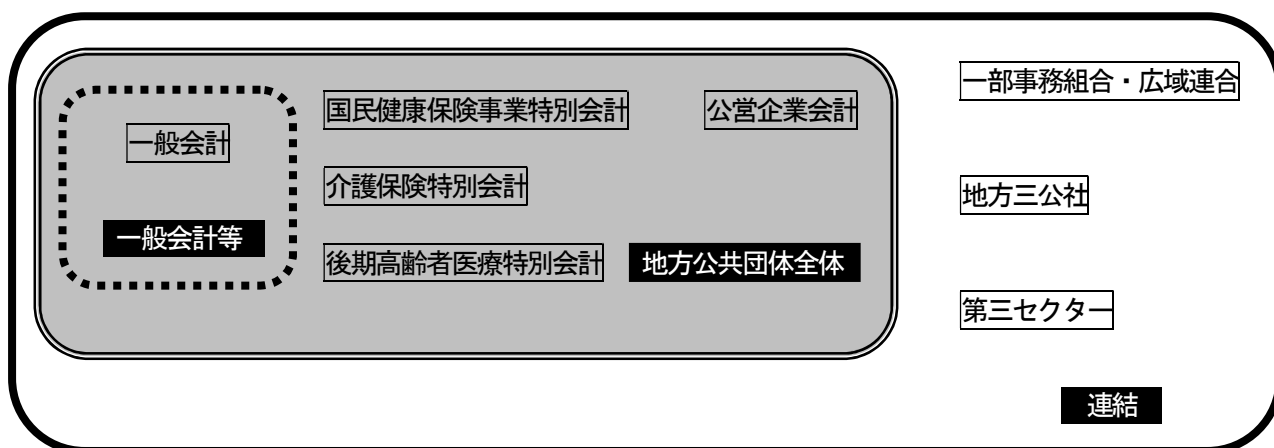 一般会計
一般会計等
国民健康保険事業特別会計
公営企業会計
介護保険特別会計
後期高齢者医療特別会計
地方公共団体全体
一部事務組合・広域連合
地方三公社
第三セクター
連結